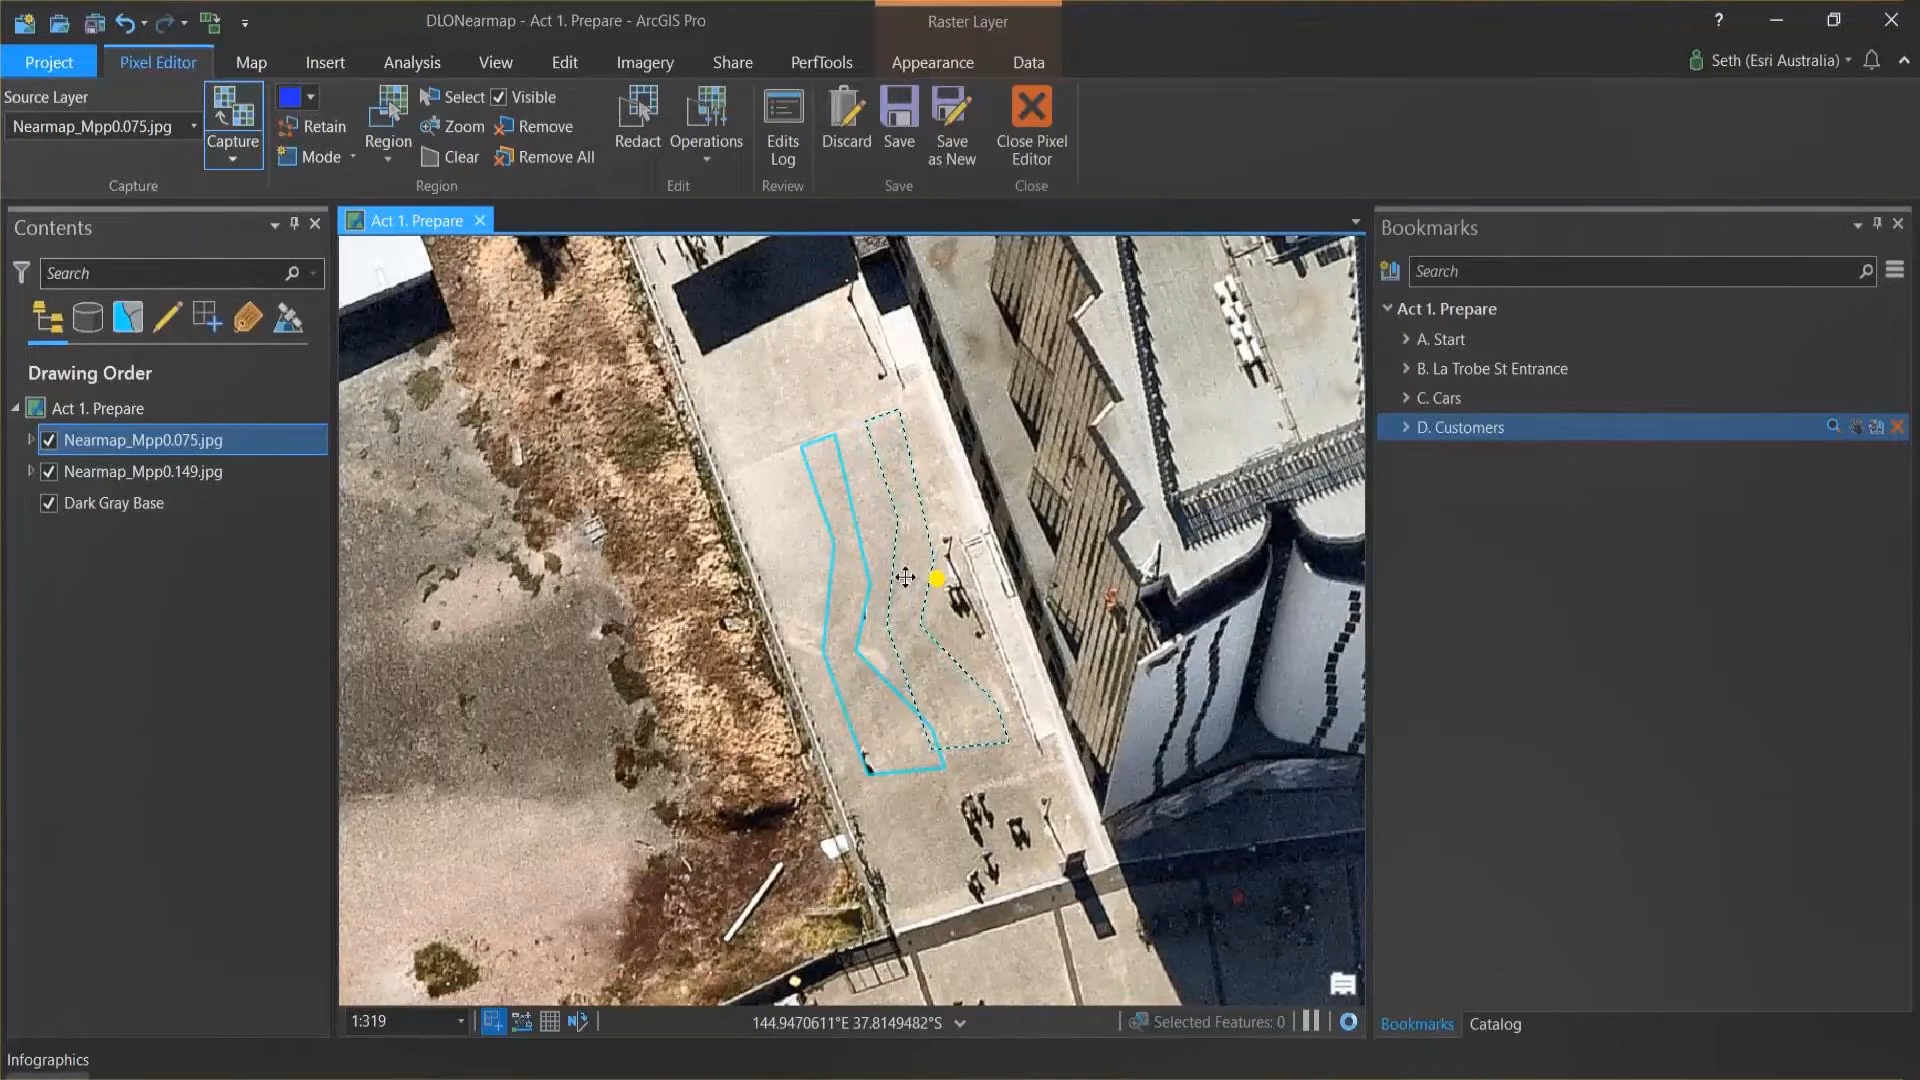 DLONearmap - Act 1. Prepare - ArcGIS Pro
Raster Layer
?
Project
Pixel Editor
Map
Insert
Analysis
View
Edit
Imagery
Share
PerfTools
Appearance
Data
Seth (Esri Australia)
Source Layer
Nearmap_Mpp0.075.jpg
Capture
Retain
Mode
Region
Select
Visible
Zoom
Remove
Clear
Remove All
Redact
Operations
Edits
Log
Discard
Save
Save
as New
Close Pixel
Editor
Capture
Region
Edit
Review
Save
Close
Contents
Search
Drawing Order
Act 1. Prepare
Nearmap_Mpp0.075.jpg
Nearmap_Mpp0.149.jpg
Dark Gray Base
Act 1. Prepare
1:319
144.9470611°E 37.8149482°S
Selected Features: 0
Bookmarks
Search
Act 1. Prepare
A. Start
B. La Trobe St Entrance
C. Cars
D. Customers
Bookmarks
Catalog
Infographics